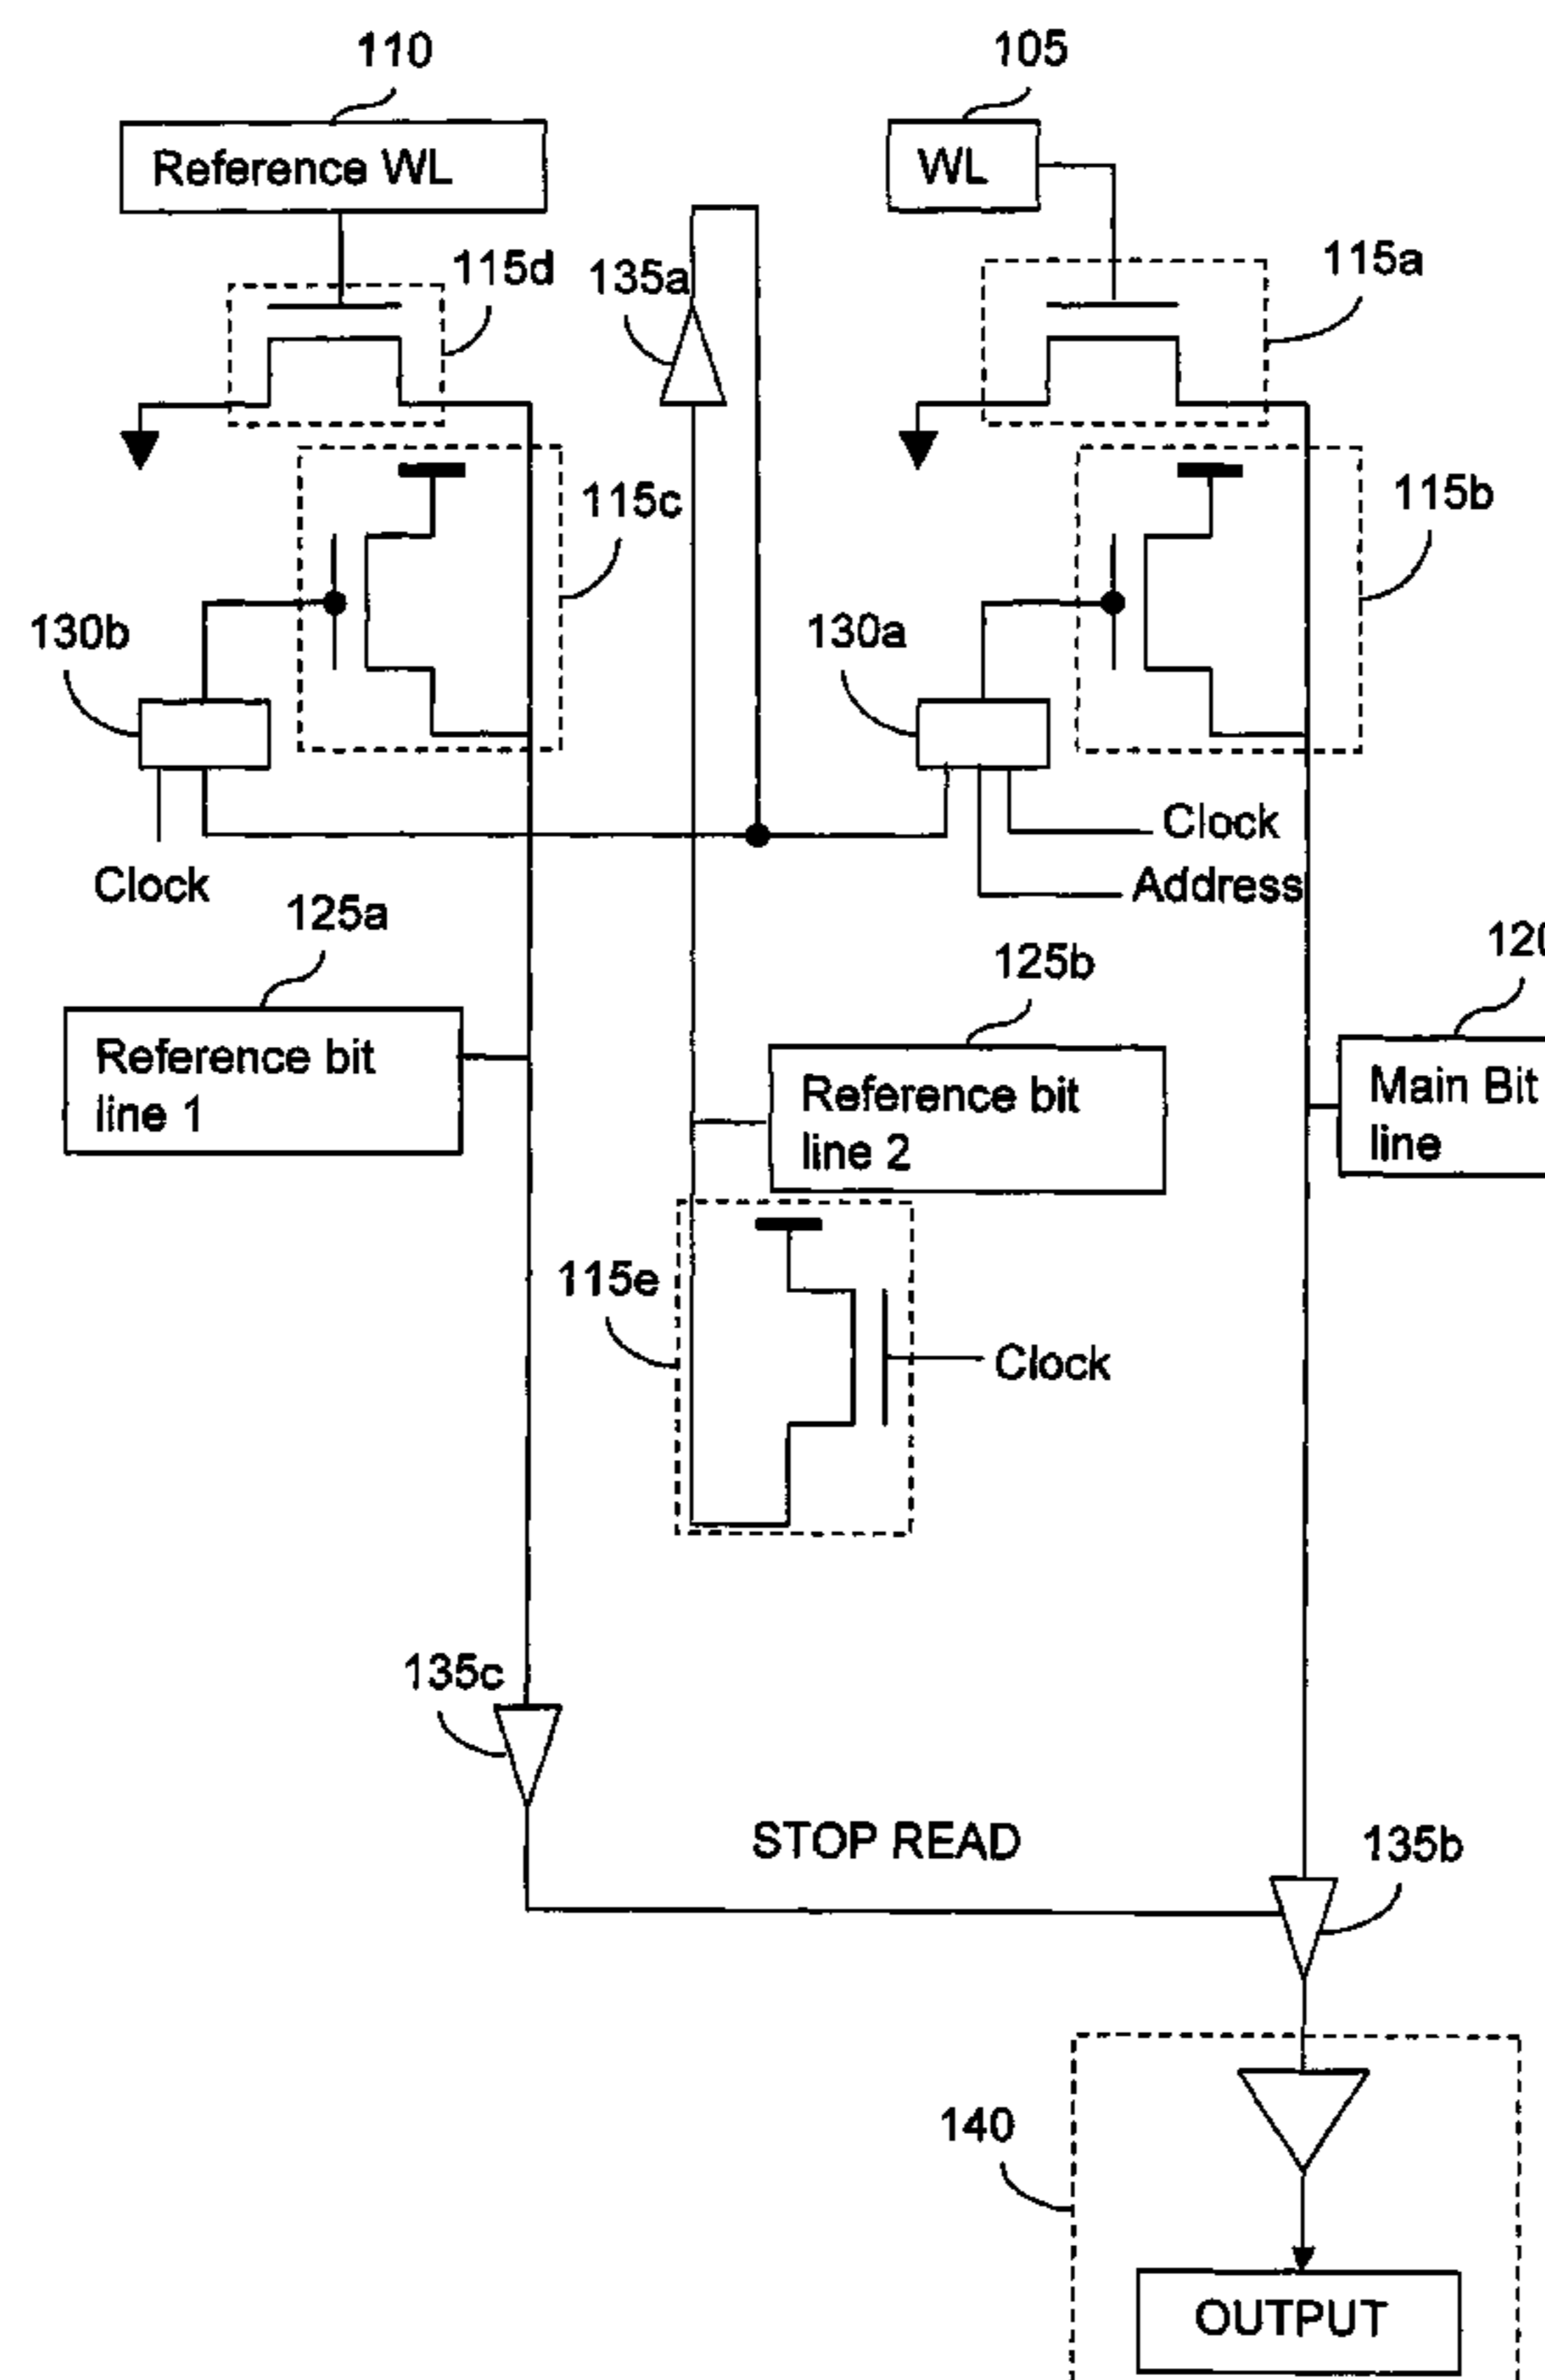 110
105
Reference WL
WL
115d
135a
115a
115c
115b
130b
130a
Clock
Clock
Address
125a
125b
120
Reference bit
line 1
Reference bit
line 2
Main Bit
line
115e
Clock
135c
STOP READ
135b
140
OUTPUT